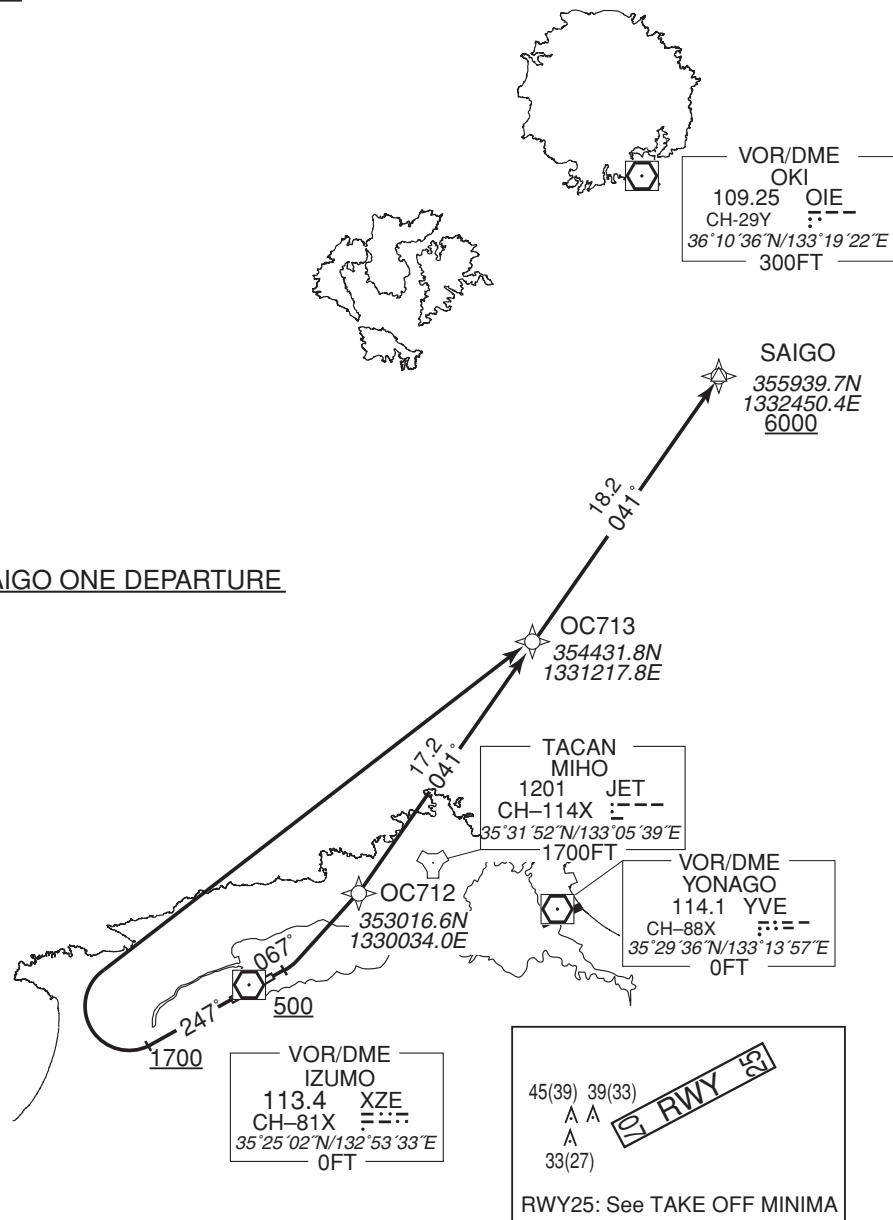 VOR/DME
OKI
109.25 OIE
CH-29Y
36°10′36″N/133°19′22″E
300FT
SAIGO
355939.7N
1332450.4E
6000
18.2
041°
AIGO ONE DEPARTURE
OC713
354431.8N
1331217.8E
17.2
041°
TACAN
MIHO
1201 JET
CH–114X
35°31′52″N/133°05′39″E
1700FT
OC712
353016.6N
1330034.0E
VOR/DME
YONAGO
114.1 YVE
CH–88X
35°29′36″N/133°13′57″E
0FT
067°
500
247°
1700
VOR/DME
IZUMO
113.4 XZE
CH–81X
35°25′02″N/132°53′33″E
0FT
45(39) 39(33)
33(27)
07 RWY 25
RWY25: See TAKE OFF MINIMA